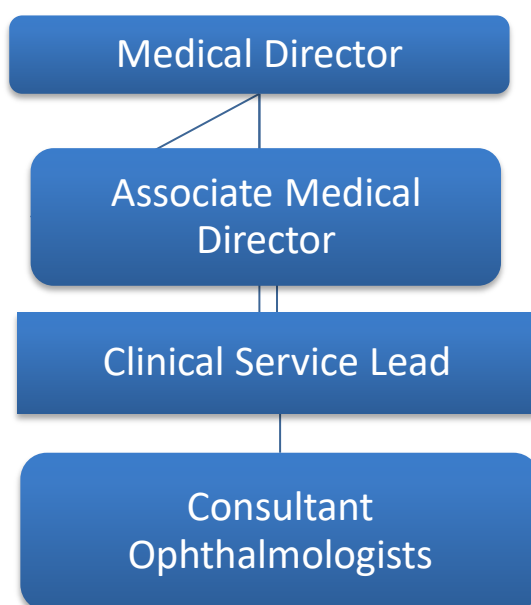 Medical Director
Associate Medical
Director
Clinical Service Lead
Consultant
Ophthalmologists